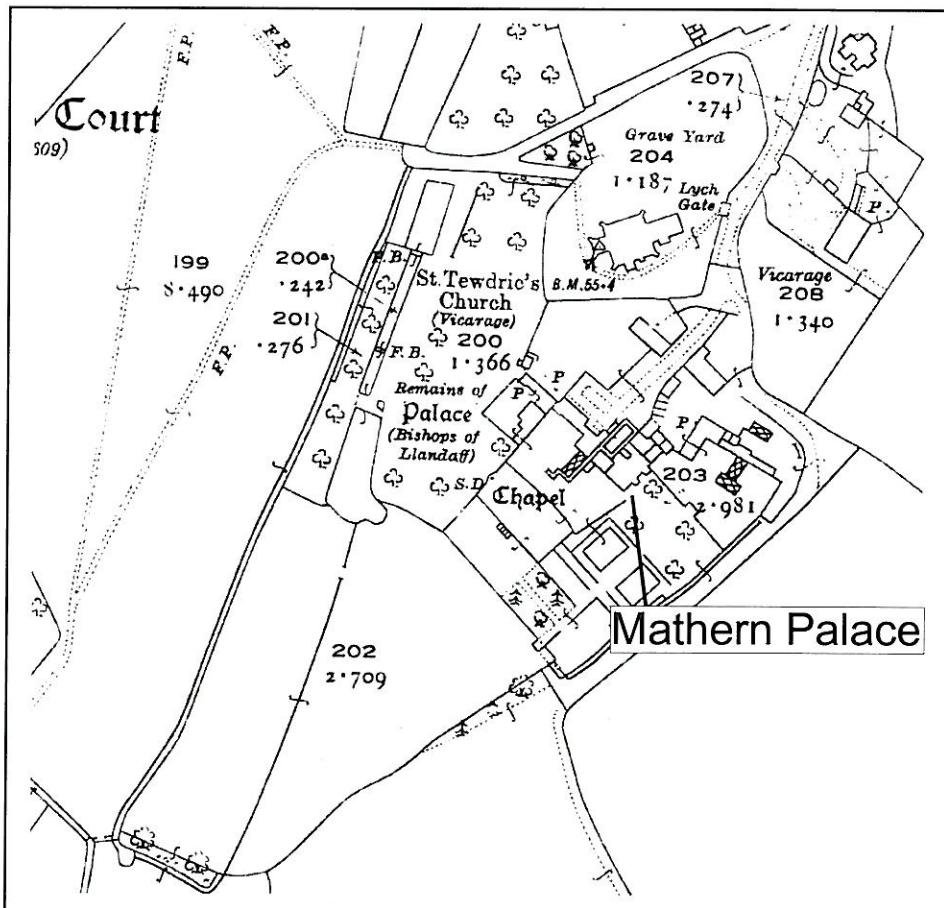 F.P.
F.P.
Court
509)
207
·274
Grave Yard
204
1·187
Lych
Gate
P.
199
8·490
200a
·242
F.B.
201
·276
F.B.
St. Tewdric's
Church
(Vicarage)
200
1·366
B.M.55·4
Vicarage
208
1·340
F.P.
Remains of
Palace
(Bishops of
Llandaff)
P
P
P
S.D.
Chapel
203
2·981
Mathern Palace
202
2·709